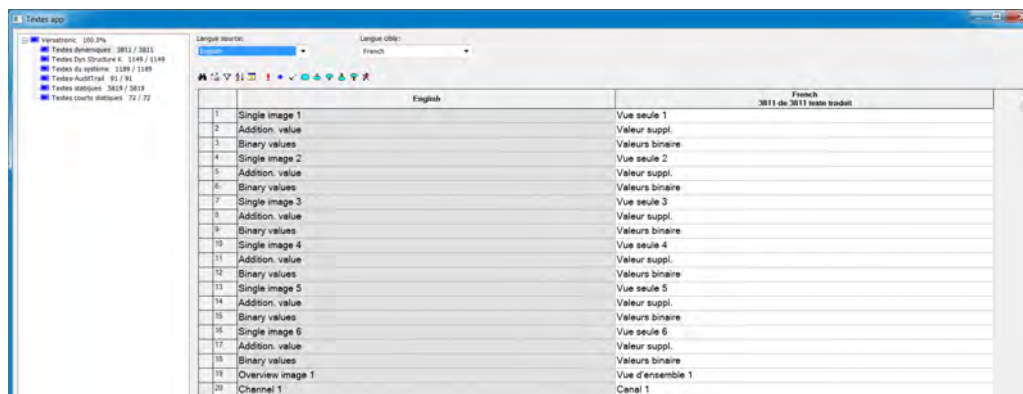 Textes app
Versatronic 100.0%
Textes dynamiques 3811 / 3811
Textes Dyn Structure K 1149 / 1149
Textes du système 1189 / 1189
Textes-AuditTrail 91 / 91
Textes statiques 5819 / 5819
Textes courts statiques 72 / 72
Langue source:
English
Langue cible:
French
English
French
3811 de 3811 texte traduit
1 Single image 1 Vue seule 1
2 Addition. value Valeur suppl.
3 Binary values Valeurs binaire
4 Single image 2 Vue seule 2
5 Addition. value Valeur suppl.
6 Binary values Valeurs binaire
7 Single image 3 Vue seule 3
8 Addition. value Valeur suppl.
9 Binary values Valeurs binaire
10 Single image 4 Vue seule 4
11 Addition. value Valeur suppl.
12 Binary values Valeurs binaire
13 Single image 5 Vue seule 5
14 Addition. value Valeur suppl.
15 Binary values Valeurs binaire
16 Single image 6 Vue seule 6
17 Addition. value Valeur suppl.
18 Binary values Valeurs binaire
19 Overview image 1 Vue d'ensemble 1
20 Channel 1 Canal 1